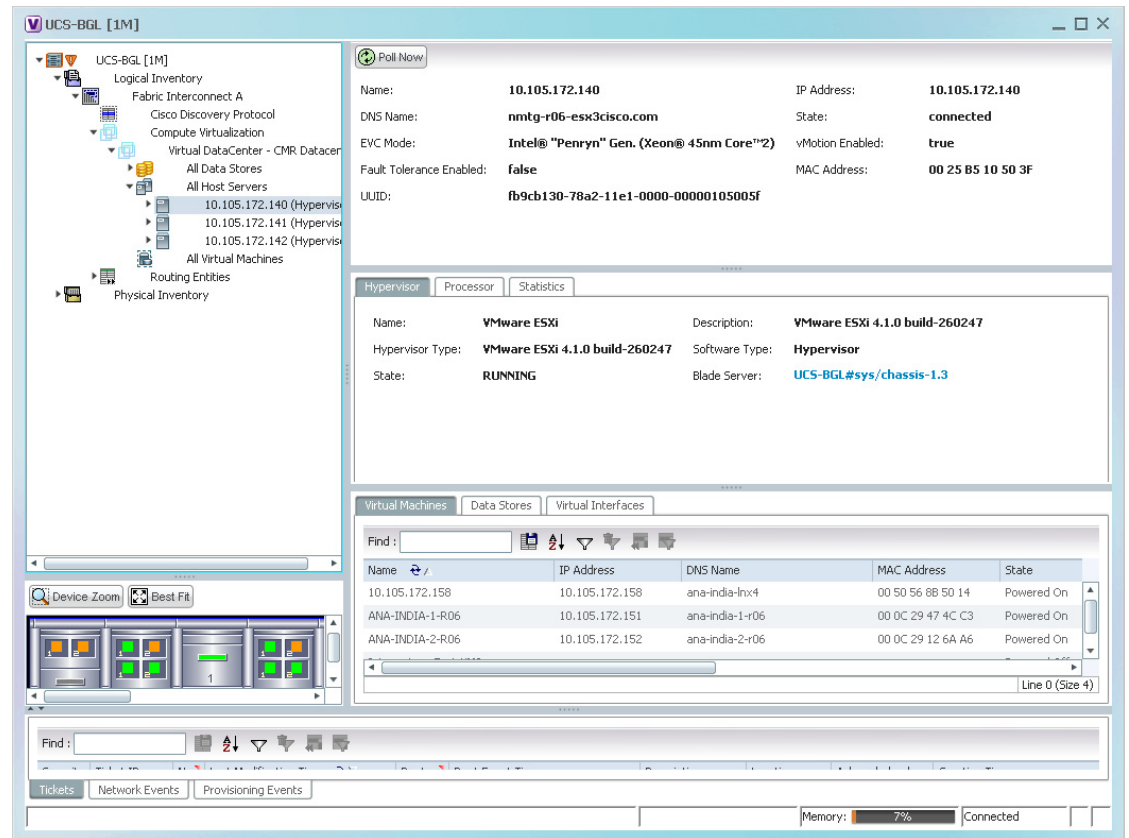 UCS-BGL [1M]
UCS-BGL [1M]
Logical Inventory
Fabric Interconnect A
Cisco Discovery Protocol
Compute Virtualization
Virtual DataCenter - CMR Datacer
All Data Stores
All Host Servers
10.105.172.140 (Hypervis
10.105.172.141 (Hypervis
10.105.172.142 (Hypervis
All Virtual Machines
Routing Entities
Physical Inventory
Device Zoom Best Fit
1 2 1 2 1 2
1
Poll Now
Name: 10.105.172.140 IP Address: 10.105.172.140
DNS Name: nmtg-r06-esx3cisco.com State: connected
EVC Mode: Intel® "Penryn" Gen. (Xeon® 45nm Core™2) vMotion Enabled: true
Fault Tolerance Enabled: false MAC Address: 00 25 B5 10 50 3F
UUID: fb9cb130-78a2-11e1-0000-00000105005f
Hypervisor Processor Statistics
Name: VMware ESXi Description: VMware ESXi 4.1.0 build-260247
Hypervisor Type: VMware ESXi 4.1.0 build-260247 Software Type: Hypervisor
State: RUNNING Blade Server: UCS-BGL#sys/chassis-1.3
Virtual Machines Data Stores Virtual Interfaces
Find :
Name IP Address DNS Name MAC Address State
10.105.172.158 10.105.172.158 ana-india-lnx4 00 50 56 8B 50 14 Powered On
ANA-INDIA-1-R06 10.105.172.151 ana-india-1-r06 00 0C 29 47 4C C3 Powered On
ANA-INDIA-2-R06 10.105.172.152 ana-india-2-r06 00 0C 29 12 6A A6 Powered On
Line 0 (Size 4)
Find :
Tickets Network Events Provisioning Events
Memory: 7% Connected